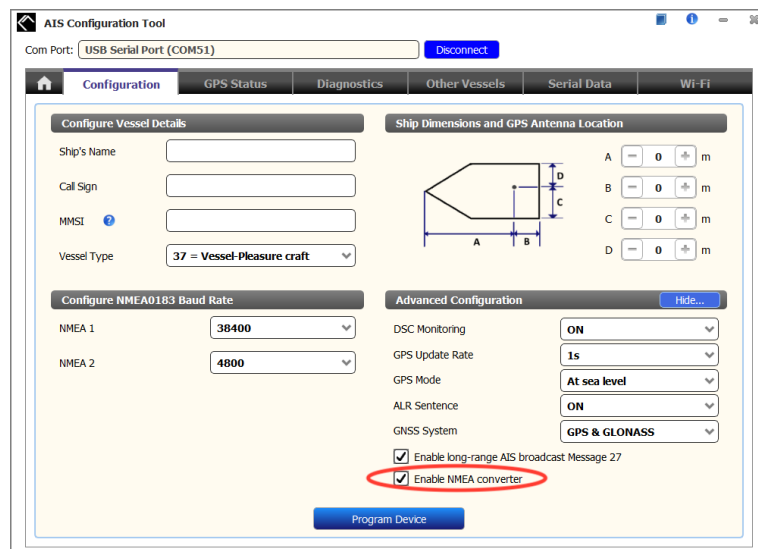 AIS Configuration Tool
Com Port: USB Serial Port (COM51) Disconnect
Configuration GPS Status Diagnostics Other Vessels Serial Data Wi-Fi
Configure Vessel Details
Ship's Name
Call Sign
MMSI ?
Vessel Type 37 = Vessel-Pleasure craft
Ship Dimensions and GPS Antenna Location
D
C
A B
A - 0 + m
B - 0 + m
C - 0 + m
D - 0 + m
Configure NMEA0183 Baud Rate
NMEA 1 38400
NMEA 2 4800
Advanced Configuration Hide...
DSC Monitoring ON
GPS Update Rate 1s
GPS Mode At sea level
ALR Sentence ON
GNSS System GPS & GLONASS
Enable long-range AIS broadcast Message 27
Enable NMEA converter
Program Device